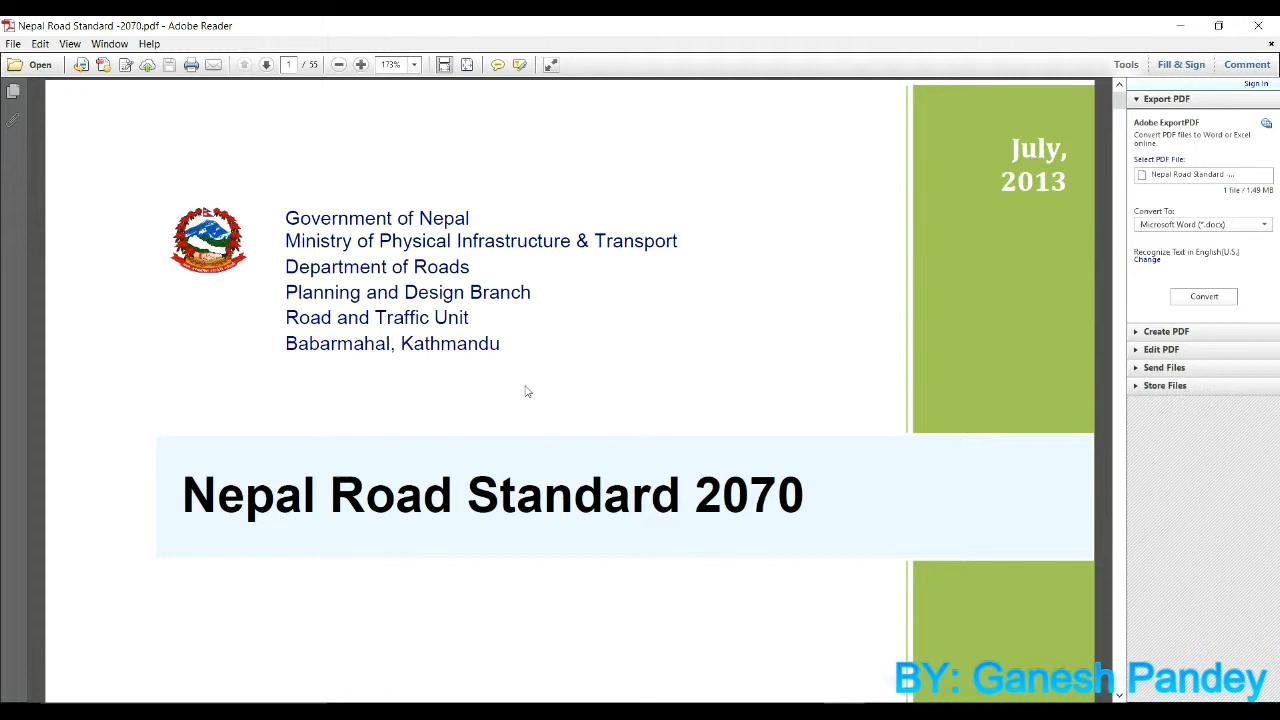 Nepal Road Standard -2070.pdf - Adobe Reader
File Edit View Window Help
Open 1 / 55 173% Tools Fill & Sign Comment
Sign In
Export PDF
Adobe ExportPDF
Convert PDF files to Word or Excel
online.
Select PDF File:
Nepal Road Standard -...
1 file / 1.49 MB
Convert To:
Microsoft Word (*.docx)
Recognize Text in English(U.S.)
Change
Convert
Create PDF
Edit PDF
Send Files
Store Files
July,
2013
Government of Nepal
Ministry of Physical Infrastructure & Transport
Department of Roads
Planning and Design Branch
Road and Traffic Unit
Babarmahal, Kathmandu
Nepal Road Standard 2070
BY: Ganesh Pandey